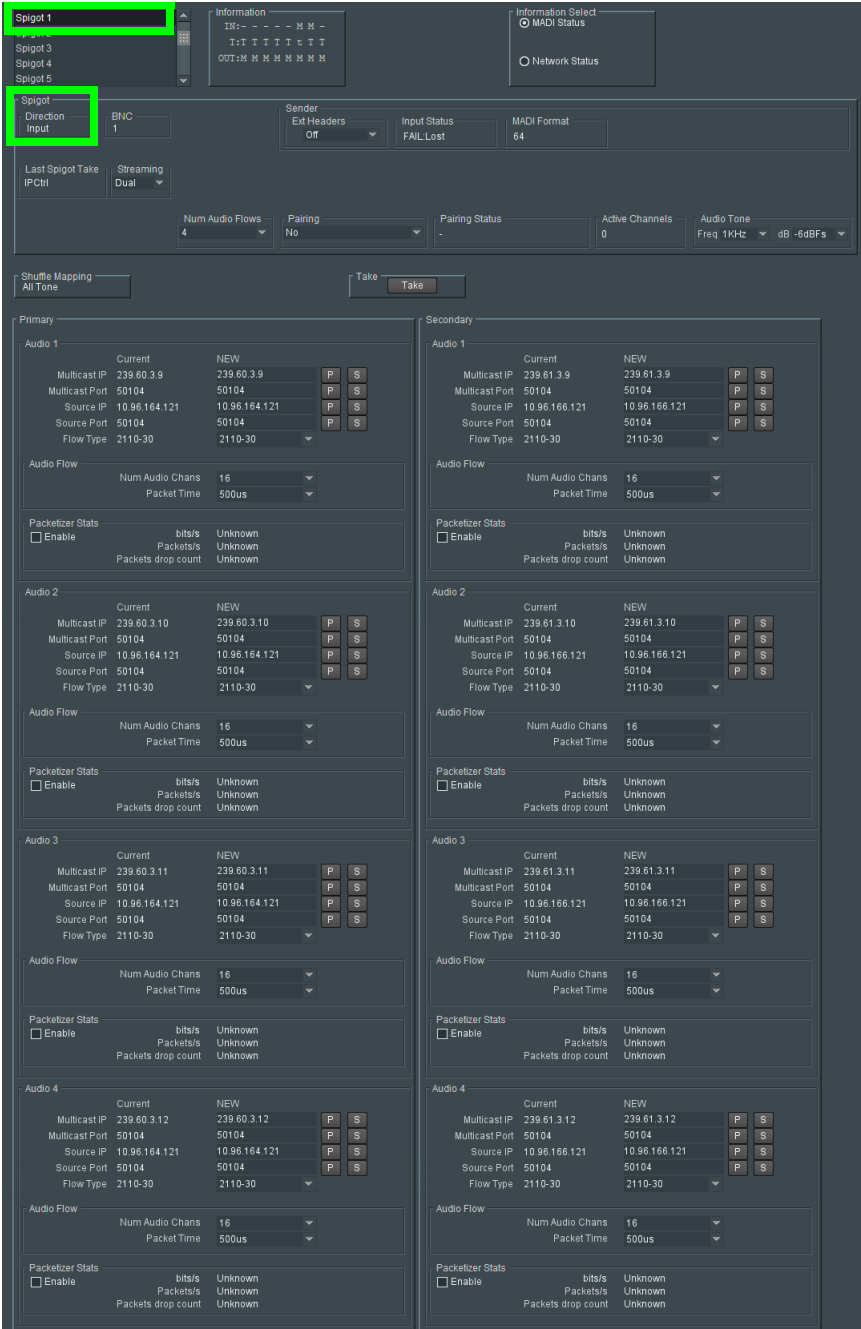 Spigot 1
Spigot 3
Spigot 4
Spigot 5
Information
IN:- - - - - M M -
T:T T T T T t T T
OUT:M M M M M M M M
Information Select
MADI Status
Network Status
Spigot
Direction
Input
BNC
1
Sender
Ext Headers
Off
Input Status
FAIL:Lost
MADI Format
64
Last Spigot Take
IPCtrl
Streaming
Dual
Num Audio Flows
4
Pairing
No
Pairing Status
-
Active Channels
0
Audio Tone
Freq 1KHz dB -6dBFs
Shuffle Mapping
All Tone
Take
Take
Primary
Audio 1
Current NEW
Multicast IP 239.60.3.9 239.60.3.9 P S
Multicast Port 50104 50104 P S
Source IP 10.96.164.121 10.96.164.121 P S
Source Port 50104 50104 P S
Flow Type 2110-30 2110-30
Audio Flow
Num Audio Chans 16
Packet Time 500us
Packetizer Stats
Enable
bits/s Unknown
Packets/s Unknown
Packets drop count Unknown
Audio 2
Current NEW
Multicast IP 239.60.3.10 239.60.3.10 P S
Multicast Port 50104 50104 P S
Source IP 10.96.164.121 10.96.164.121 P S
Source Port 50104 50104 P S
Flow Type 2110-30 2110-30
Audio Flow
Num Audio Chans 16
Packet Time 500us
Packetizer Stats
Enable
bits/s Unknown
Packets/s Unknown
Packets drop count Unknown
Audio 3
Current NEW
Multicast IP 239.60.3.11 239.60.3.11 P S
Multicast Port 50104 50104 P S
Source IP 10.96.164.121 10.96.164.121 P S
Source Port 50104 50104 P S
Flow Type 2110-30 2110-30
Audio Flow
Num Audio Chans 16
Packet Time 500us
Packetizer Stats
Enable
bits/s Unknown
Packets/s Unknown
Packets drop count Unknown
Audio 4
Current NEW
Multicast IP 239.60.3.12 239.60.3.12 P S
Multicast Port 50104 50104 P S
Source IP 10.96.164.121 10.96.164.121 P S
Source Port 50104 50104 P S
Flow Type 2110-30 2110-30
Audio Flow
Num Audio Chans 16
Packet Time 500us
Packetizer Stats
Enable
bits/s Unknown
Packets/s Unknown
Packets drop count Unknown
Secondary
Audio 1
Current NEW
Multicast IP 239.61.3.9 239.61.3.9 P S
Multicast Port 50104 50104 P S
Source IP 10.96.166.121 10.96.166.121 P S
Source Port 50104 50104 P S
Flow Type 2110-30 2110-30
Audio Flow
Num Audio Chans 16
Packet Time 500us
Packetizer Stats
Enable
bits/s Unknown
Packets/s Unknown
Packets drop count Unknown
Audio 2
Current NEW
Multicast IP 239.61.3.10 239.61.3.10 P S
Multicast Port 50104 50104 P S
Source IP 10.96.166.121 10.96.166.121 P S
Source Port 50104 50104 P S
Flow Type 2110-30 2110-30
Audio Flow
Num Audio Chans 16
Packet Time 500us
Packetizer Stats
Enable
bits/s Unknown
Packets/s Unknown
Packets drop count Unknown
Audio 3
Current NEW
Multicast IP 239.61.3.11 239.61.3.11 P S
Multicast Port 50104 50104 P S
Source IP 10.96.166.121 10.96.166.121 P S
Source Port 50104 50104 P S
Flow Type 2110-30 2110-30
Audio Flow
Num Audio Chans 16
Packet Time 500us
Packetizer Stats
Enable
bits/s Unknown
Packets/s Unknown
Packets drop count Unknown
Audio 4
Current NEW
Multicast IP 239.61.3.12 239.61.3.12 P S
Multicast Port 50104 50104 P S
Source IP 10.96.166.121 10.96.166.121 P S
Source Port 50104 50104 P S
Flow Type 2110-30 2110-30
Audio Flow
Num Audio Chans 16
Packet Time 500us
Packetizer Stats
Enable
bits/s Unknown
Packets/s Unknown
Packets drop count Unknown